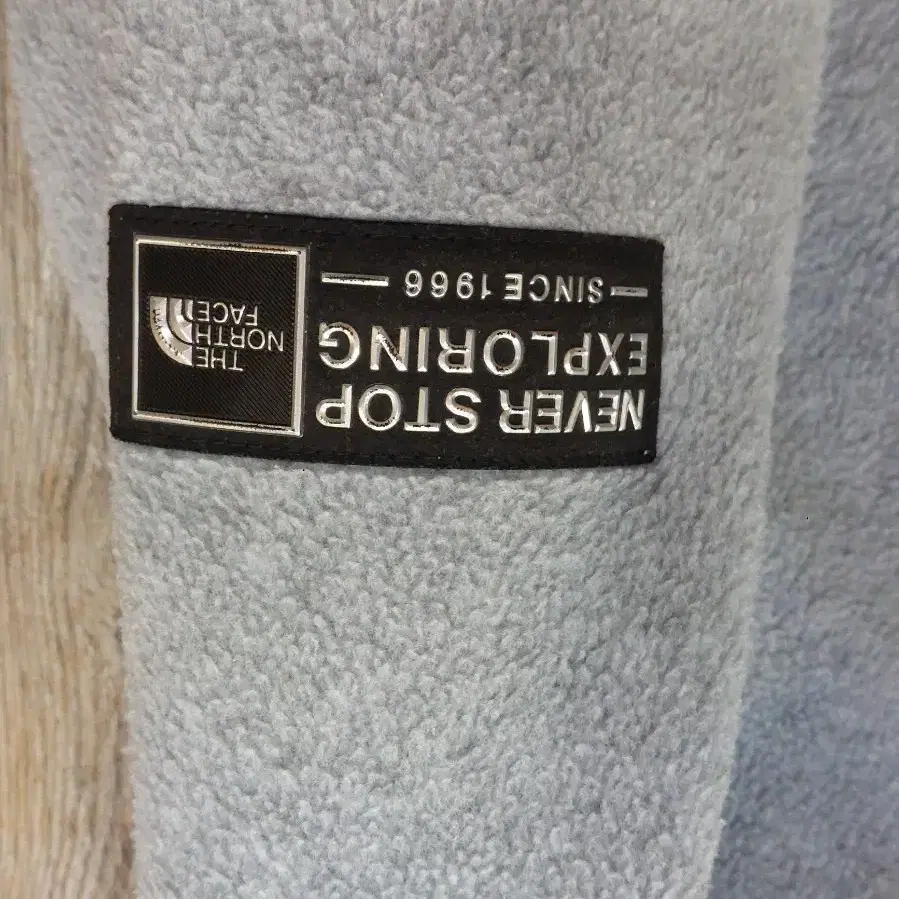 NEVER STOP
EXPLORING
SINCE 1966
THE
NORTH
FACE